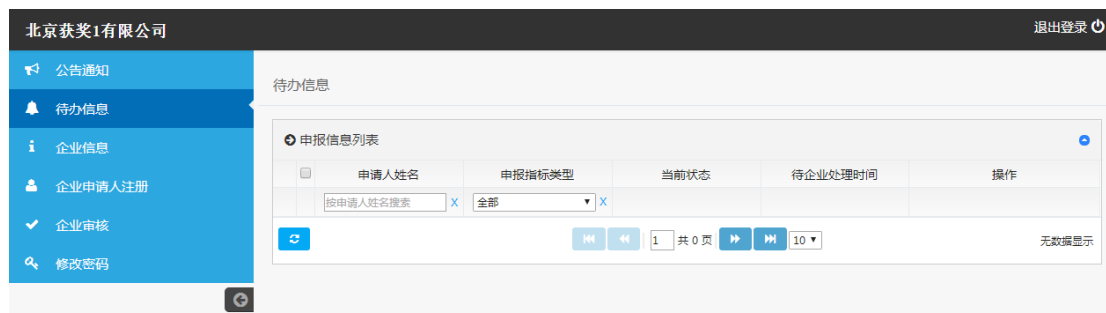 北京获奖1有限公司
退出登录
公告通知
待办信息
企业信息
企业申请人注册
企业审核
修改密码
待办信息
申报信息列表
申请人姓名 申报指标类型 当前状态 待企业处理时间 操作
按申请人姓名搜索 X 全部 X
1 共 0 页 10 无数据显示